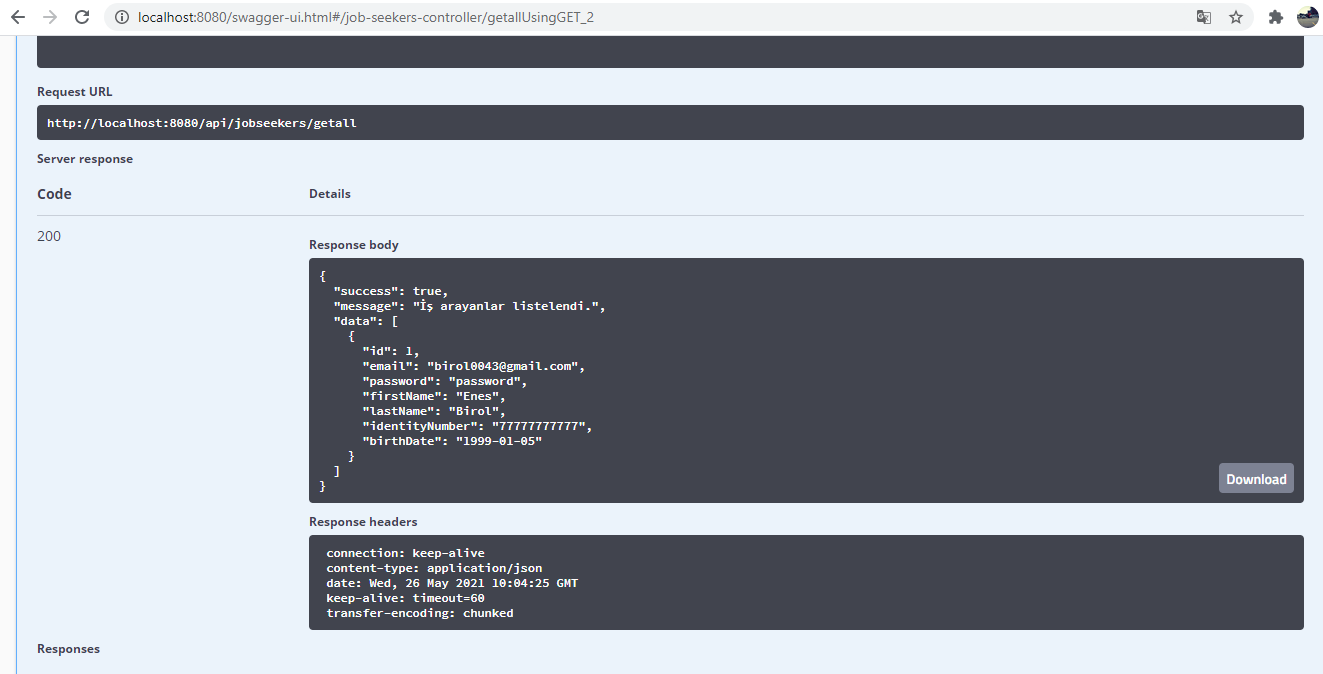 localhost:8080/swagger-ui.html#/job-seekers-controller/getallUsingGET_2
Request URL
http://localhost:8080/api/jobseekers/getall
Server response
Code Details
200
Response body
{
"success": true,
"message": "İş arayanlar listelendi.",
"data": [
{
"id": 1,
"email": "birol0043@gmail.com",
"password": "password",
"firstName": "Enes",
"lastName": "Birol",
"identityNumber": "77777777777",
"birthDate": "1999-01-05"
}
]
}
Download
Response headers
connection: keep-alive
content-type: application/json
date: Wed, 26 May 2021 10:04:25 GMT
keep-alive: timeout=60
transfer-encoding: chunked
Responses